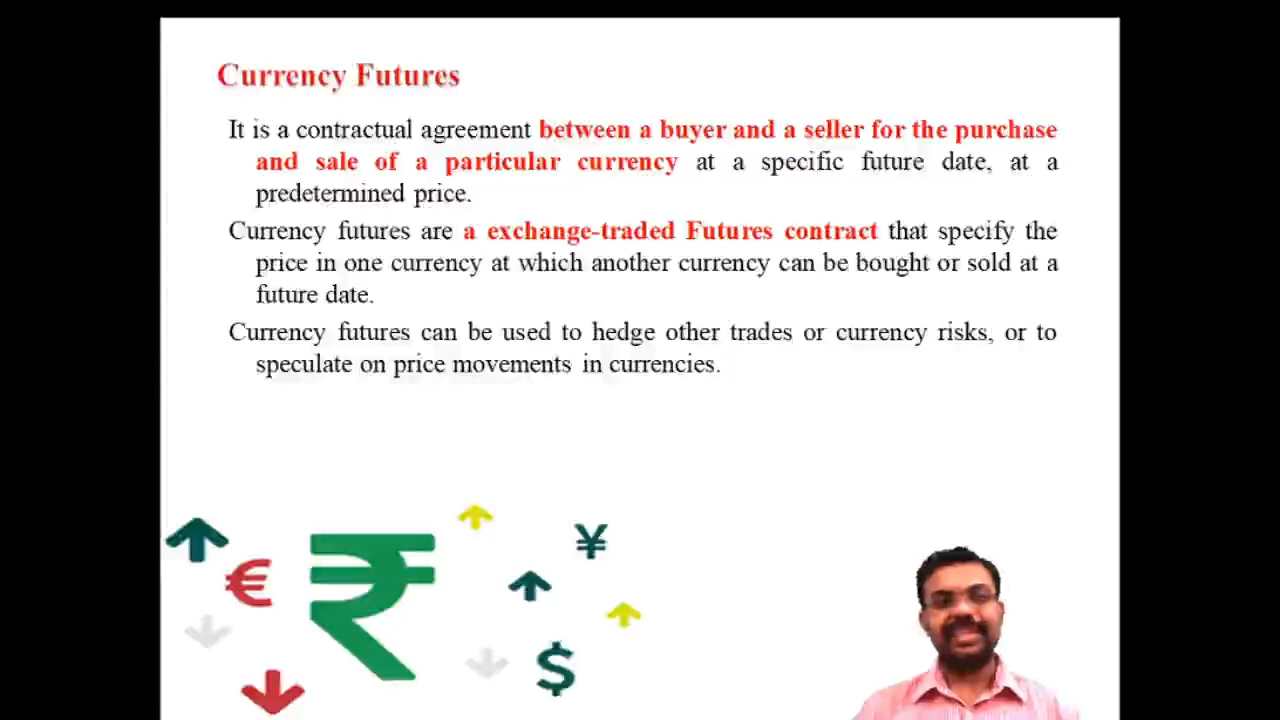 Currency Futures
It is a contractual agreement between a buyer and a seller for the purchase
and sale of a particular currency at a specific future date, at a
predetermined price.
Currency futures are a exchange-traded Futures contract that specify the
price in one currency at which another currency can be bought or sold at a
future date.
Currency futures can be used to hedge other trades or currency risks, or to
speculate on price movements in currencies.
¥
€
₹
$